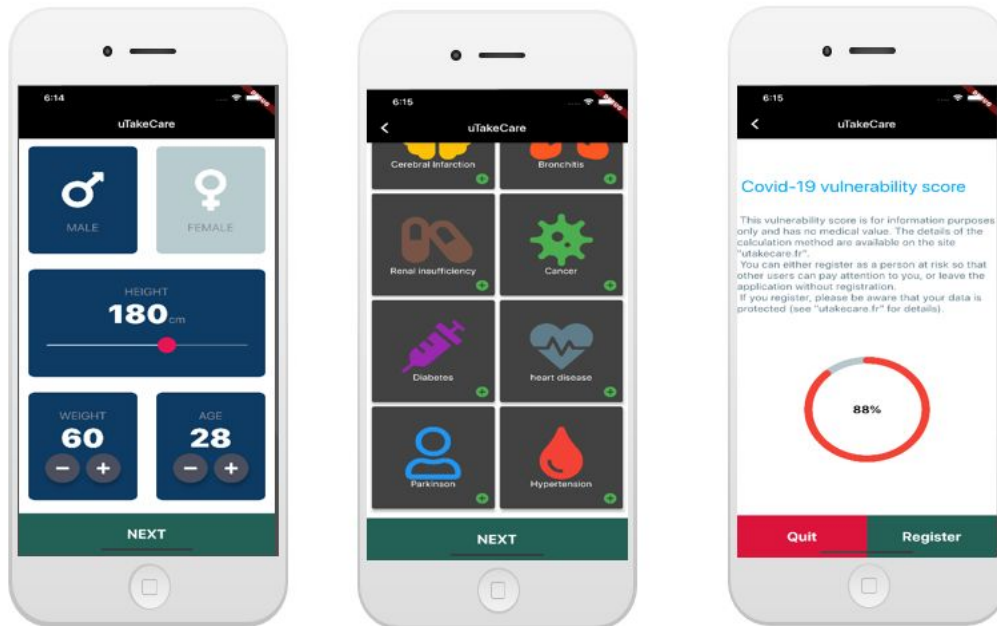 6:14
DEBUG
uTakeCare
MALE
FEMALE
HEIGHT
180cm
WEIGHT
60
AGE
28
NEXT
6:15
uTakeCare
Cerebral Infarction
Bronchitis
Renal insufficiency
Cancer
Diabetes
heart disease
Parkinson
Hypertension
NEXT
6:15
uTakeCare
Covid-19 vulnerability score
This vulnerability score is for information purposes
only and has no medical value. The details of the
calculation method are available on the site
"utakecare.fr".
You can either register as a person at risk so that
other users can pay attention to you, or leave the
application without registration.
If you register, please be aware that your data is
protected (see "utakecare.fr" for details).
88%
Quit
Register